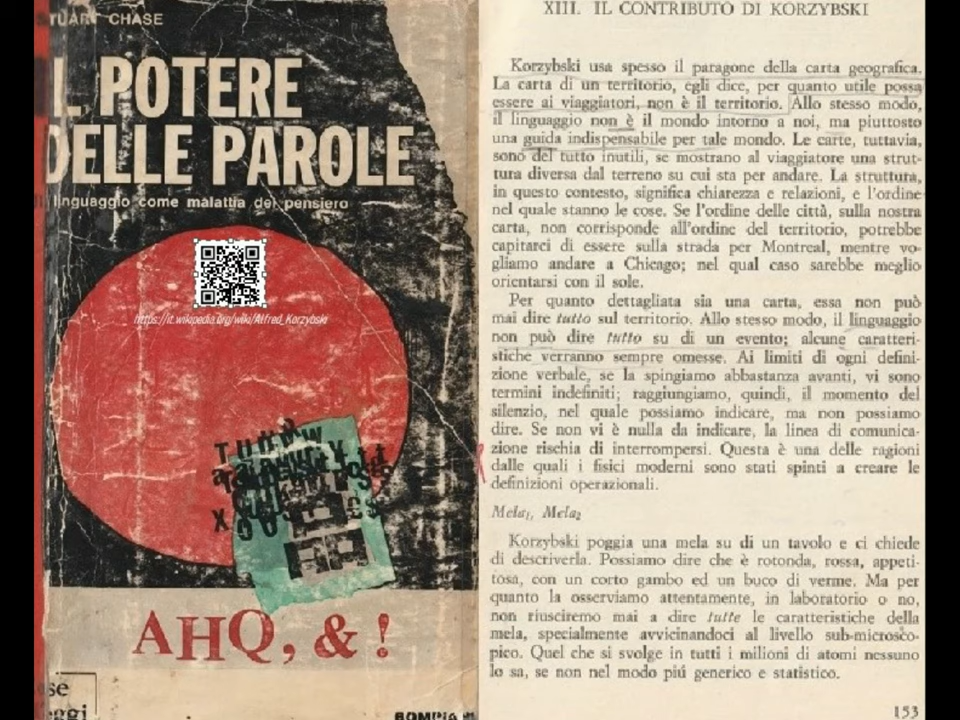 STUART CHASE
IL POTERE
DELLE PAROLE
linguaggio come malattia del pensiero
https://it.wikipedia.org/wiki/Alfred_Korzybski
AHQ, & !
BOMPIA
XIII. IL CONTRIBUTO DI KORZYBSKI
Korzybski usa spesso il paragone della carta geografica.
La carta di un territorio, egli dice, per quanto utile possa
essere ai viaggiatori, non è il territorio. Allo stesso modo,
il linguaggio non è il mondo intorno a noi, ma piuttosto
una guida indispensabile per tale mondo. Le carte, tuttavia,
sono del tutto inutili, se mostrano al viaggiatore una strut-
tura diversa dal terreno su cui sta per andare. La struttura,
in questo contesto, significa chiarezza e relazioni, e l'ordine
nel quale stanno le cose. Se l'ordine delle città, sulla nostra
carta, non corrisponde all'ordine del territorio, potrebbe
capitarci di essere sulla strada per Montreal, mentre vo-
gliamo andare a Chicago; nel qual caso sarebbe meglio
orientarsi con il sole.
Per quanto dettagliata sia una carta, essa non può
mai dire tutto sul territorio. Allo stesso modo, il linguaggio
non può dire tutto su di un evento; alcune caratteri-
stiche verranno sempre omesse. Ai limiti di ogni defini-
zione verbale, se la spingiamo abbastanza avanti, vi sono
termini indefiniti; raggiungiamo, quindi, il momento del
silenzio, nel quale possiamo indicare, ma non possiamo
dire. Se non vi è nulla da indicare, la linea di comunica-
zione rischia di interrompersi. Questa è una delle ragioni
dalle quali i fisici moderni sono stati spinti a creare le
definizioni operazionali.
Mela₁, Mela₂
Korzybski poggia una mela su di un tavolo e ci chiede
di descriverla. Possiamo dire che è rotonda, rossa, appeti-
tosa, con un corto gambo ed un buco di verme. Ma per
quanto la osserviamo attentamente, in laboratorio o no,
non riusciremo mai a dire tutte le caratteristiche della
mela, specialmente avvicinandoci al livello sub-microsco-
pico. Quel che si svolge in tutti i milioni di atomi nessuno
lo sa, se non nel modo piú generico e statistico.
153